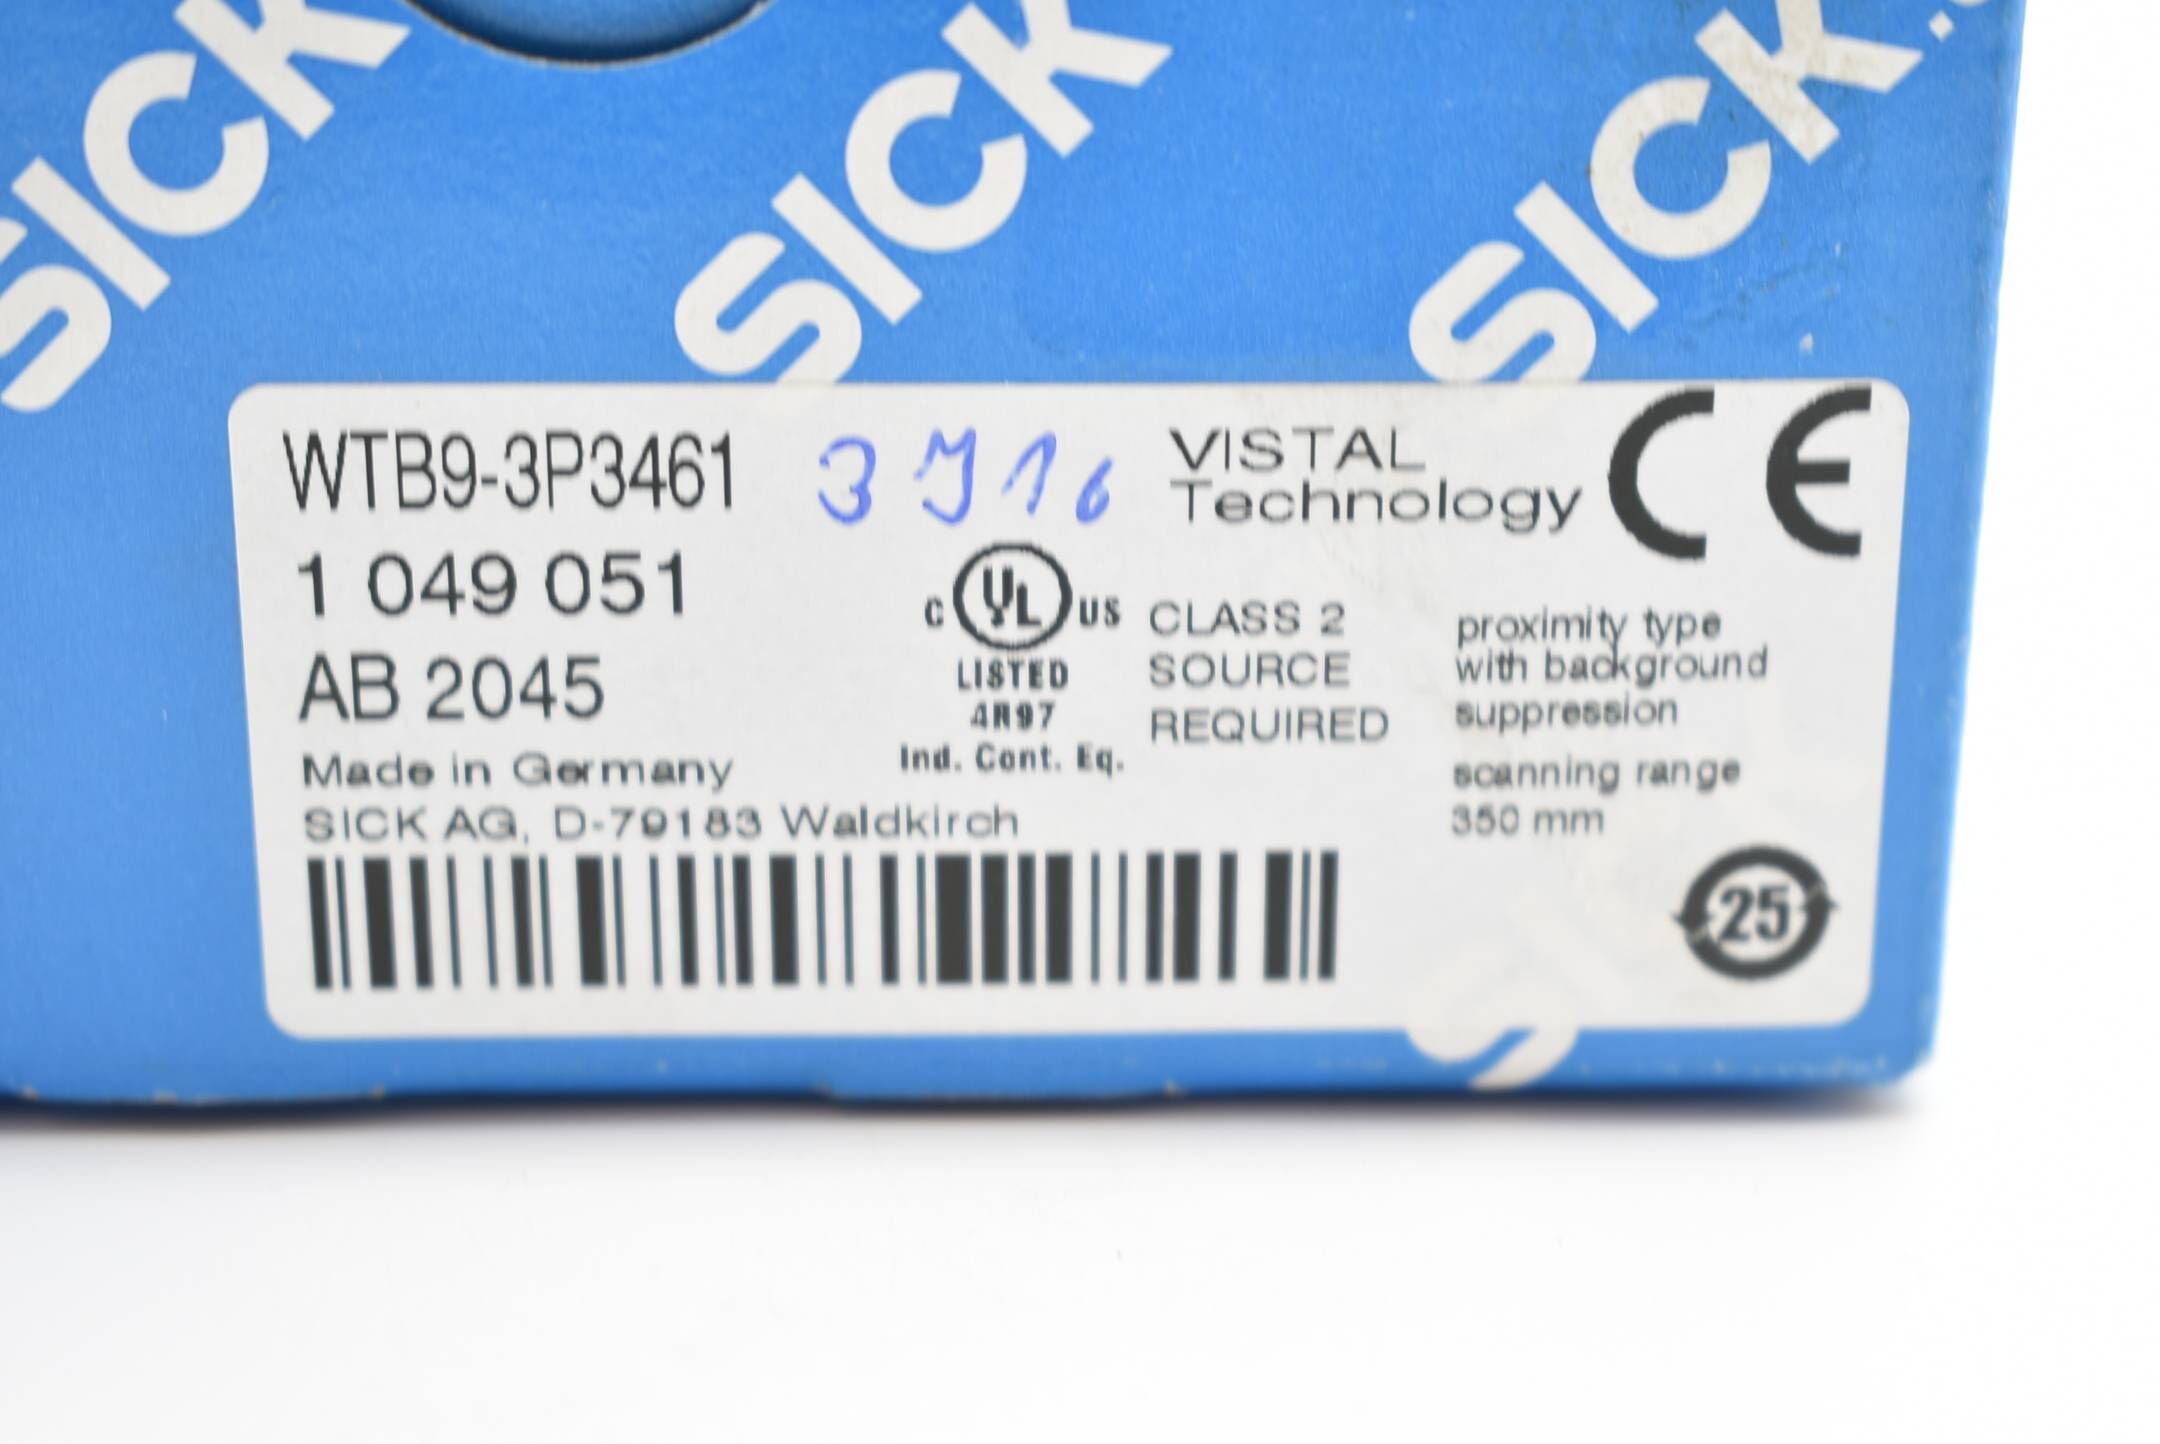 SICK
SICK
SICK
WTB9-3P3461
1 049 051
AB 2045
Made in Germany
SICK AG, D-79183 Waldkirch
3 J 16
C UL US
LISTED
4R97
Ind. Cont. Eq.
VISTAL
Technology
CE
CLASS 2
SOURCE
REQUIRED
proximity type
with background
suppression
scanning range
350 mm
25